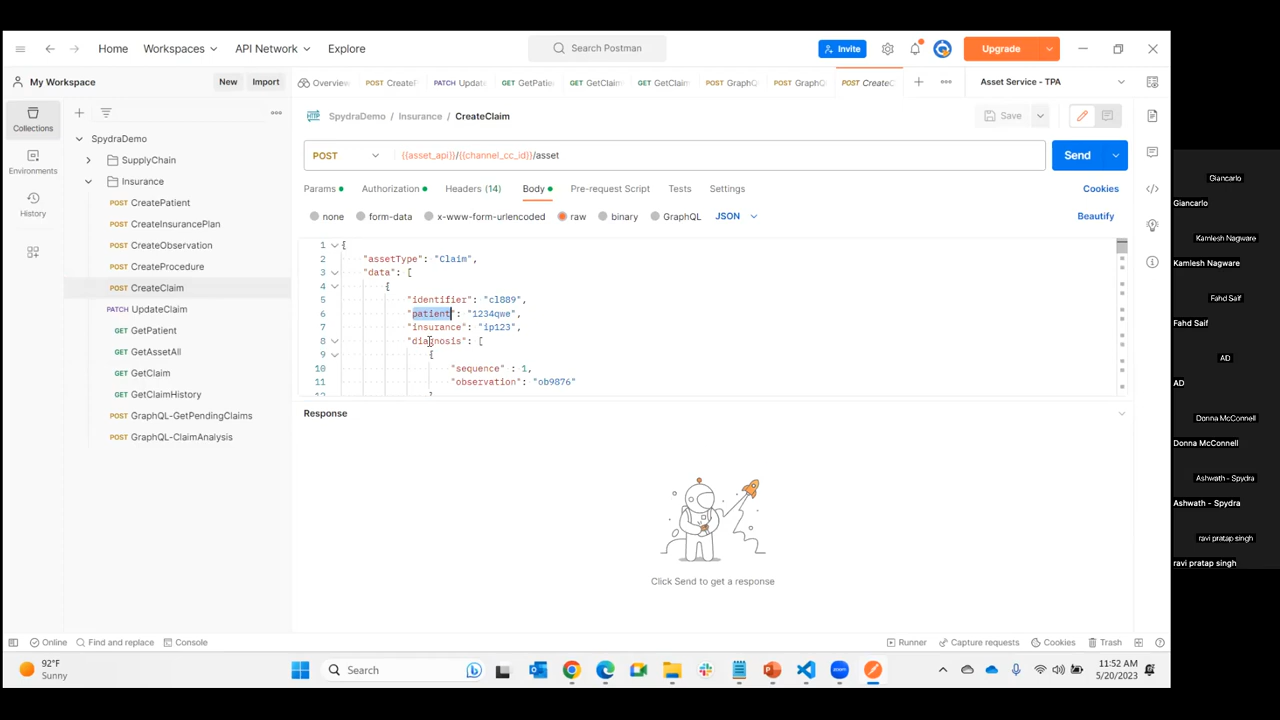 Home
Workspaces
API Network
Explore
Search Postman
Invite
Upgrade
My Workspace
New
Import
Overview
POST CreateP
PATCH Update
GET GetPatie
GET GetClaim
GET GetClaim
POST GraphQ
POST GraphQ
POST CreateC
Asset Service - TPA
Collections
Environments
History
SpydraDemo
SupplyChain
Insurance
POST CreatePatient
POST CreateInsurancePlan
POST CreateObservation
POST CreateProcedure
POST CreateClaim
PATCH UpdateClaim
GET GetPatient
GET GetAssetAll
GET GetClaim
GET GetClaimHistory
POST GraphQL-GetPendingClaims
POST GraphQL-ClaimAnalysis
HTTP SpydraDemo / Insurance / CreateClaim
Save
POST
{{asset_api}}/{{channel_cc_id}}/asset
Send
Params
Authorization
Headers (14)
Body
Pre-request Script
Tests
Settings
Cookies
none
form-data
x-www-form-urlencoded
raw
binary
GraphQL
JSON
Beautify
1 {
2 "assetType": "Claim",
3 "data": [
4 {
5 "identifier": "cl889",
6 "patient": "1234qwe",
7 "insurance": "ip123",
8 "diagnosis": [
9 {
10 "sequence" : 1,
11 "observation": "ob9876"
12 }
Response
Click Send to get a response
Online
Find and replace
Console
Runner
Capture requests
Cookies
Trash
92°F
Sunny
Search
zoom
11:52 AM
5/20/2023
Giancarlo
Giancarlo
Kamlesh Nagware
Kamlesh Nagware
Fahd Saif
Fahd Saif
AD
AD
Donna McConnell
Donna McConnell
Ashwath - Spydra
Ashwath - Spydra
ravi pratap singh
ravi pratap singh